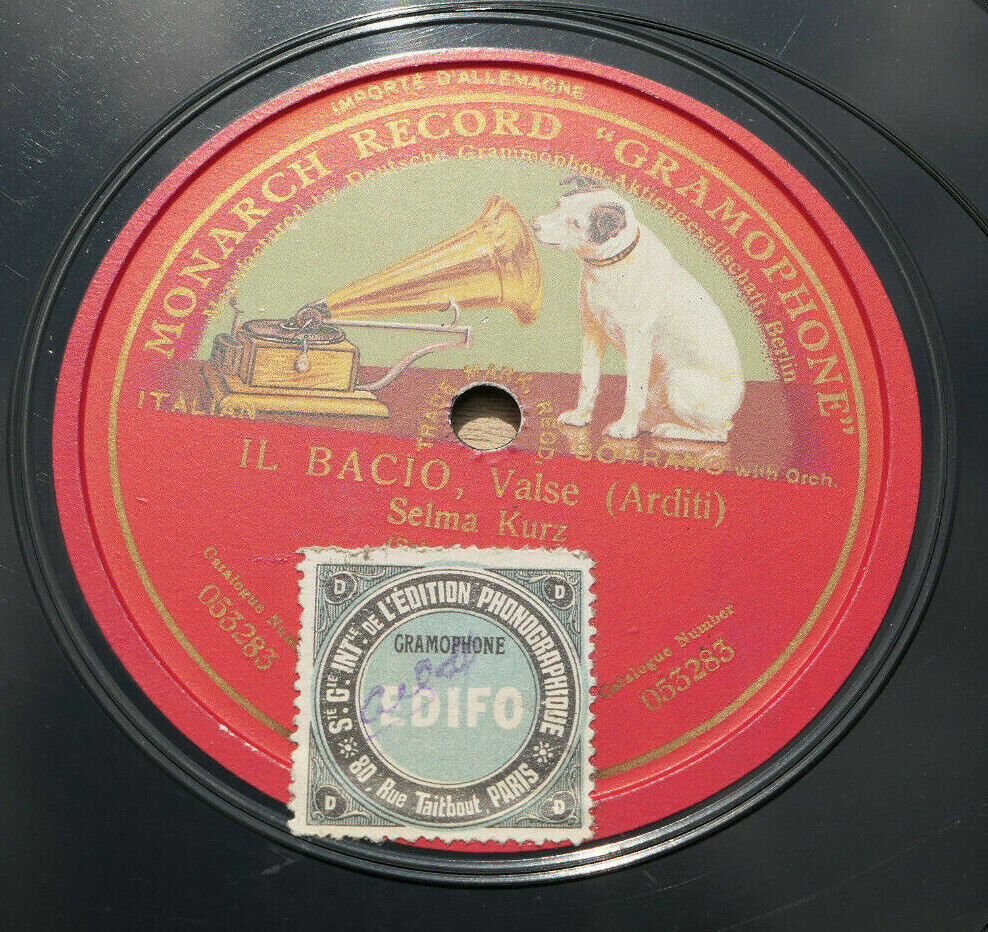 IMPORTÉ D'ALLEMAGNE
MONARCH RECORD "GRAMOPHONE"
Manufactured by Deutsche Grammophon-Aktiengesellschaft, Berlin
TRADE MARK
REGD
ITALIAN
SOPRANO with Orch.
IL BACIO, Valse (Arditi)
Selma Kurz
Catalogue Num
053283
Catalogue Number
053283
D D
STÉ GLE INTLE DE L'ÉDITION PHONOGRAPHIQUE
GRAMOPHONE
EDIFO
80, Rue Taitbout, PARIS
D D